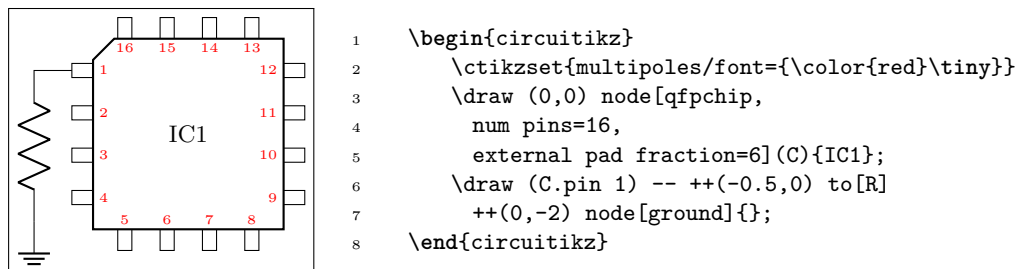 16 15 14 13
1 12
2 11
IC1
3 10
4 9
5 6 7 8
1 \begin{circuitikz}
2 \ctikzset{multipoles/font={\color{red}\tiny}}
3 \draw (0,0) node[qfpchip,
4 num pins=16,
5 external pad fraction=6](C){IC1};
6 \draw (C.pin 1) -- ++(-0.5,0) to[R]
7 ++(0,-2) node[ground]{};
8 \end{circuitikz}